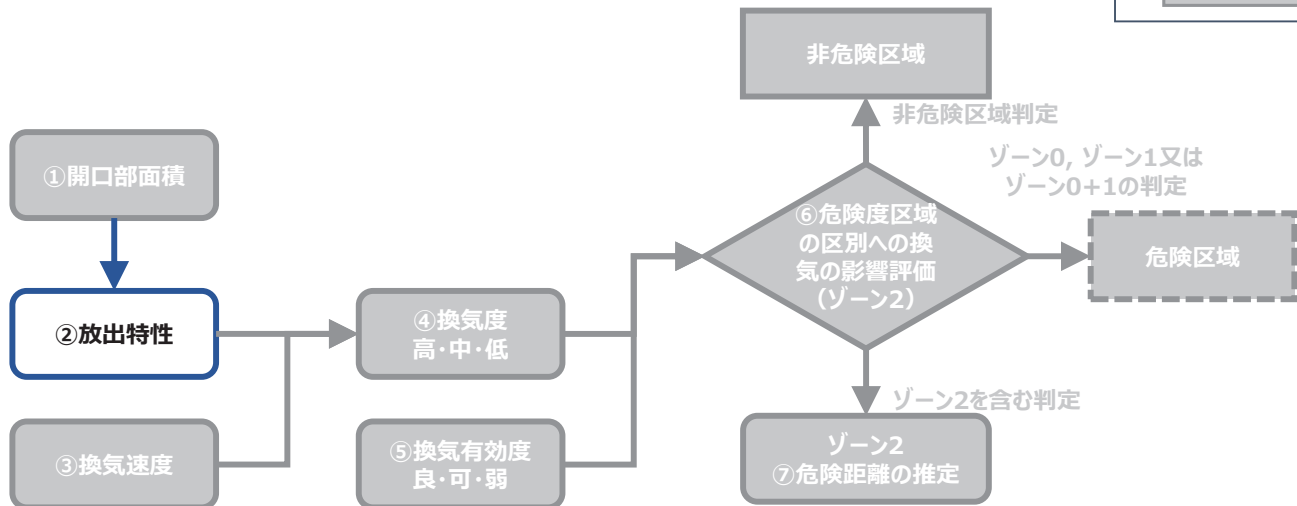 非危険区域
非危険区域判定
①開口部面積
ゾーン0, ゾーン1又は
ゾーン0+1の判定
⑥危険度区域
の区別への換
気の影響評価
（ゾーン2）
危険区域
②放出特性
④換気度
高・中・低
ゾーン2を含む判定
③換気速度
⑤換気有効度
良・可・弱
ゾーン2
⑦危険距離の推定